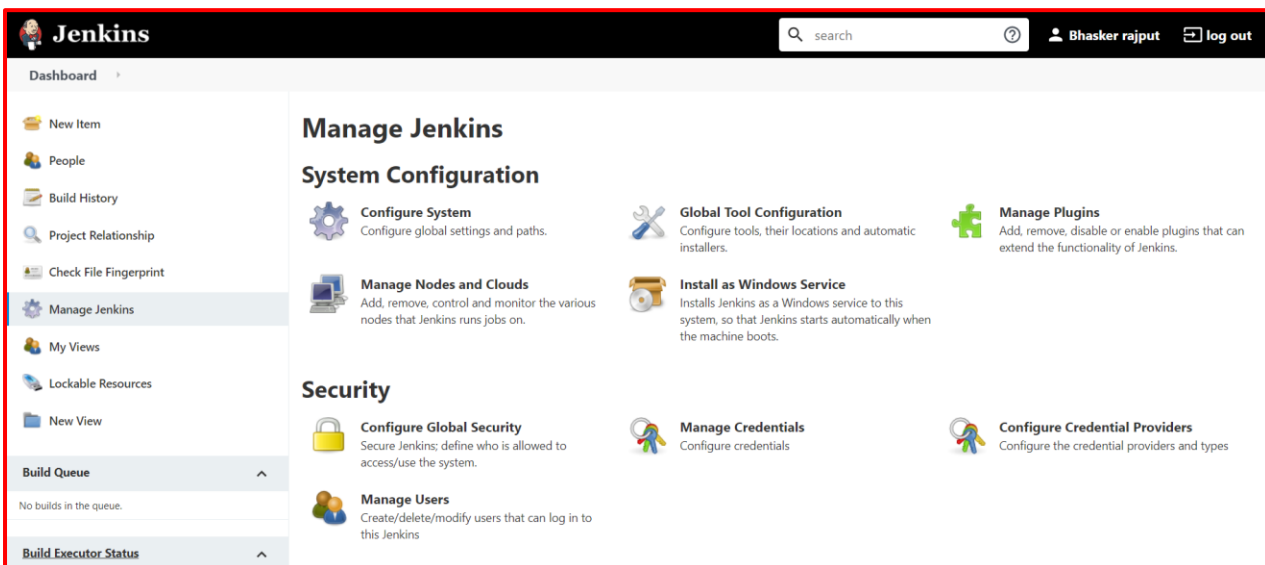 Jenkins
search
Bhasker rajput
log out
Dashboard
New Item
People
Build History
Project Relationship
Check File Fingerprint
Manage Jenkins
My Views
Lockable Resources
New View
Build Queue
No builds in the queue.
Build Executor Status
Manage Jenkins
System Configuration
Configure System
Configure global settings and paths.
Global Tool Configuration
Configure tools, their locations and automatic
installers.
Manage Plugins
Add, remove, disable or enable plugins that can
extend the functionality of Jenkins.
Manage Nodes and Clouds
Add, remove, control and monitor the various
nodes that Jenkins runs jobs on.
Install as Windows Service
Installs Jenkins as a Windows service to this
system, so that Jenkins starts automatically when
the machine boots.
Security
Configure Global Security
Secure Jenkins; define who is allowed to
access/use the system.
Manage Credentials
Configure credentials
Configure Credential Providers
Configure the credential providers and types
Manage Users
Create/delete/modify users that can log in to
this Jenkins